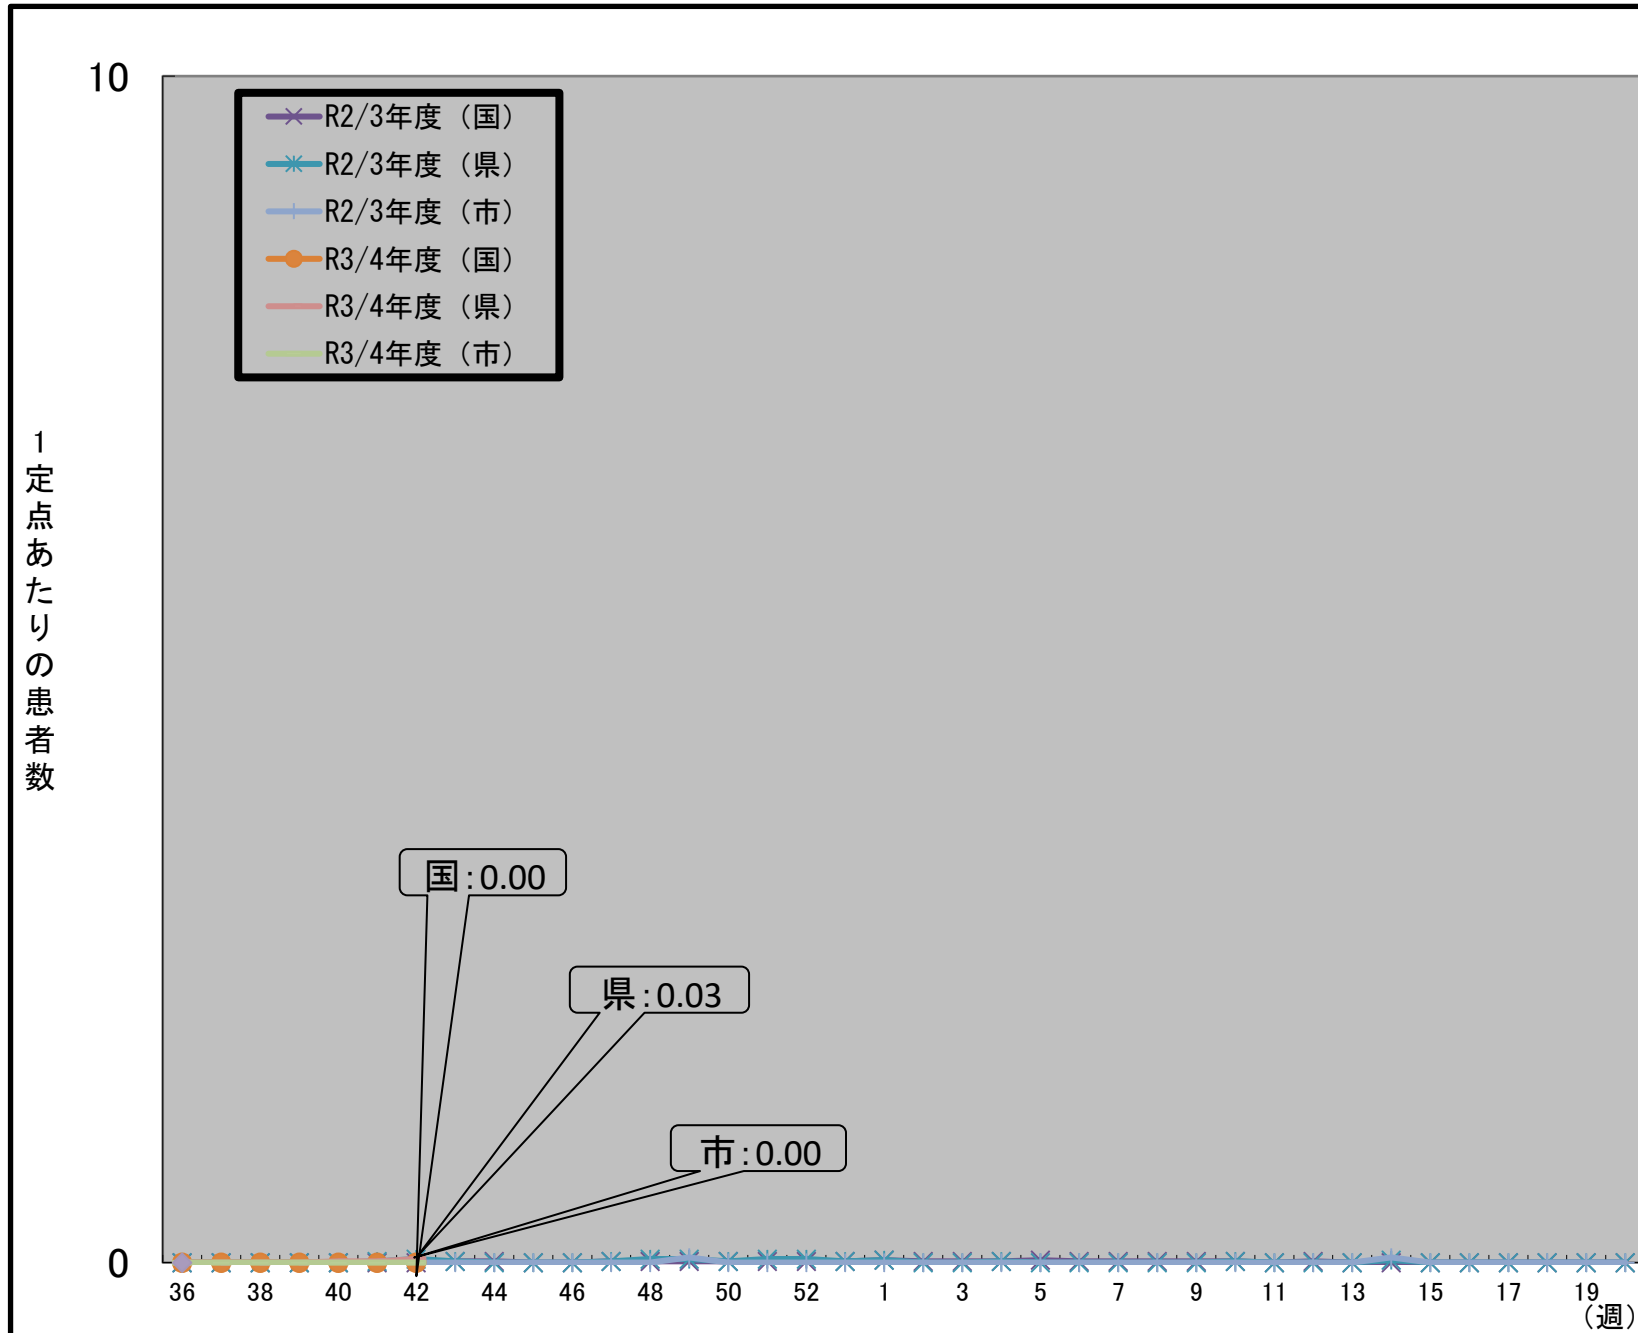 10
R2/3年度（国）
R2/3年度（県）
R2/3年度（市）
R3/4年度（国）
R3/4年度（県）
R3/4年度（市）
1定点あたりの患者数
国:0.00
県:0.03
市:0.00
0
36 38 40 42 44 46 48 50 52 1 3 5 7 9 11 13 15 17 19
（週）